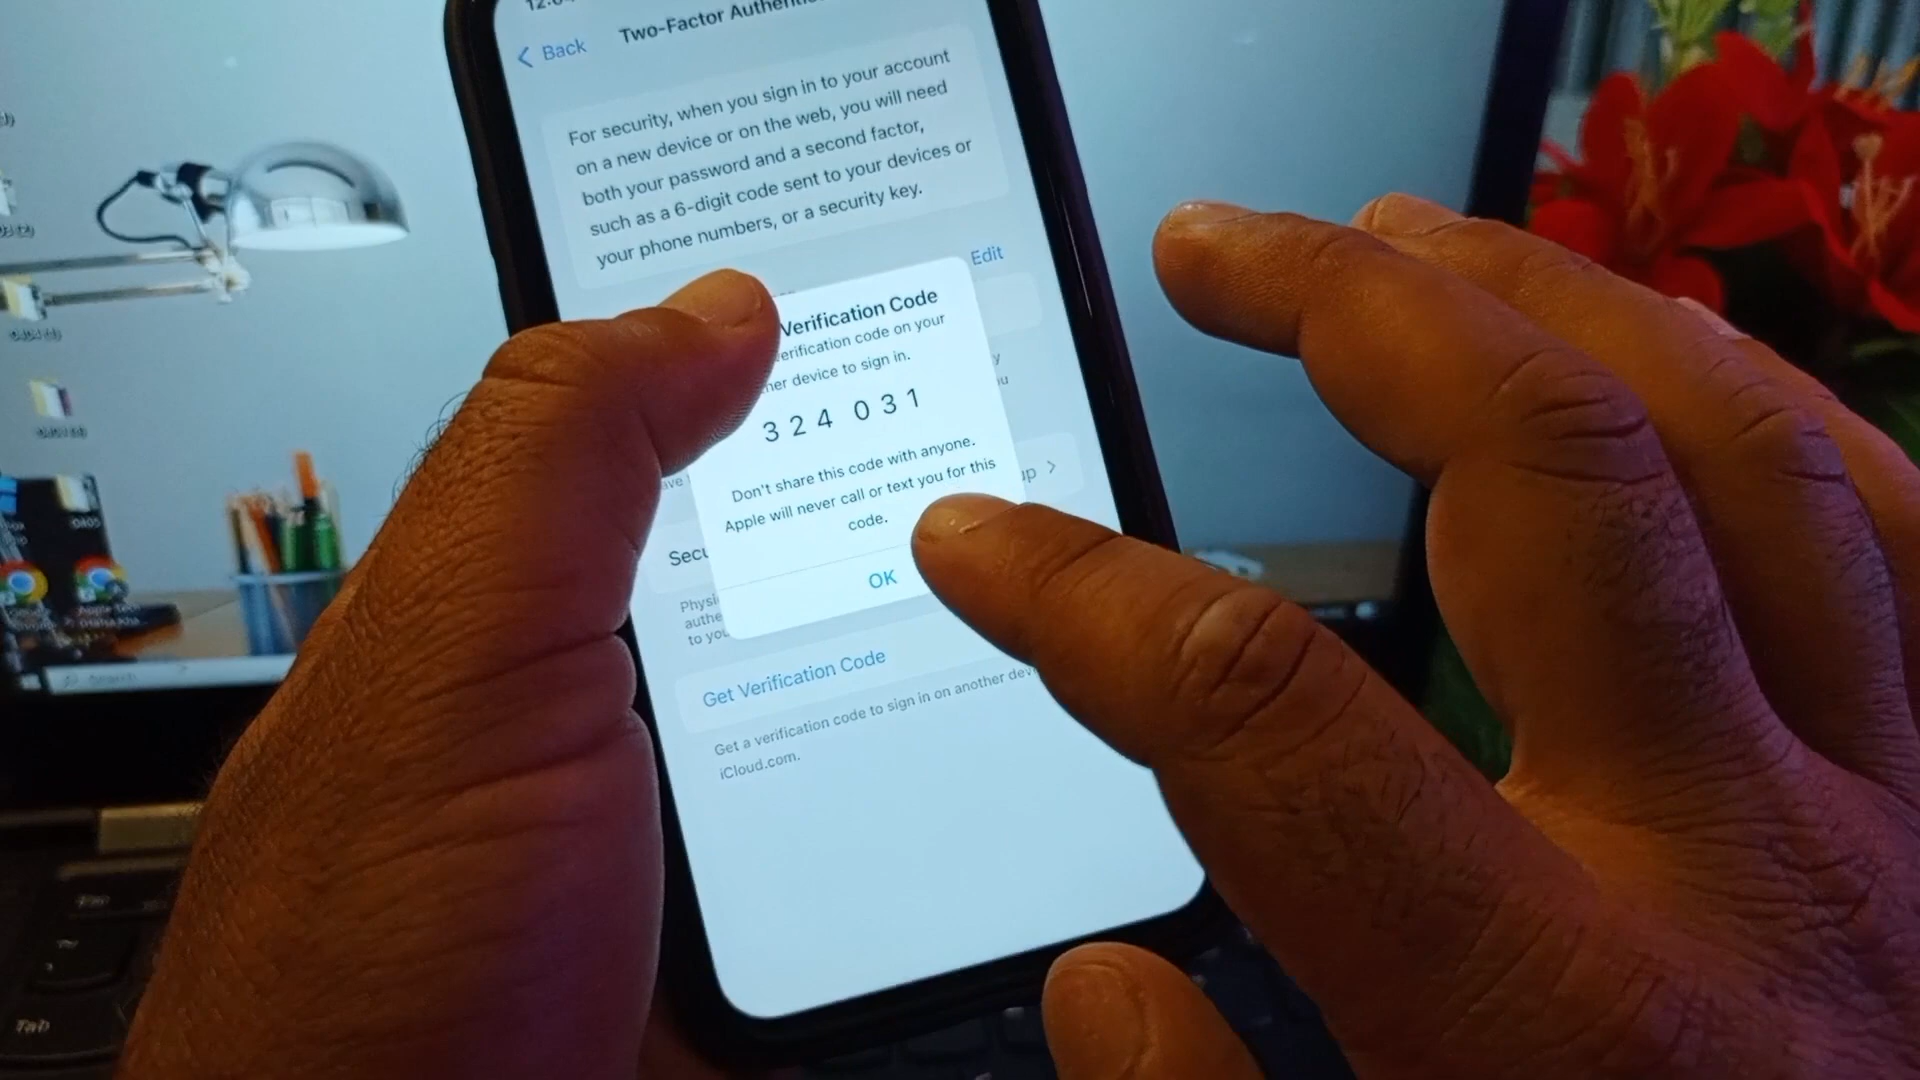 Back
Two-Factor
For security, when you sign in to your account
on a new device or on the web, you will need
both your password and a second factor,
such as a 6-digit code sent to your devices or
your phone numbers, or a security key.
Edit
Verification Code
verification code on your
device to sign in.
324 031
Don't share this code with anyone.
Apple will never call or text you for this
code.
OK
to
Get Verification Code
Get a verification code to sign in on another
iCloud.com.
Tab